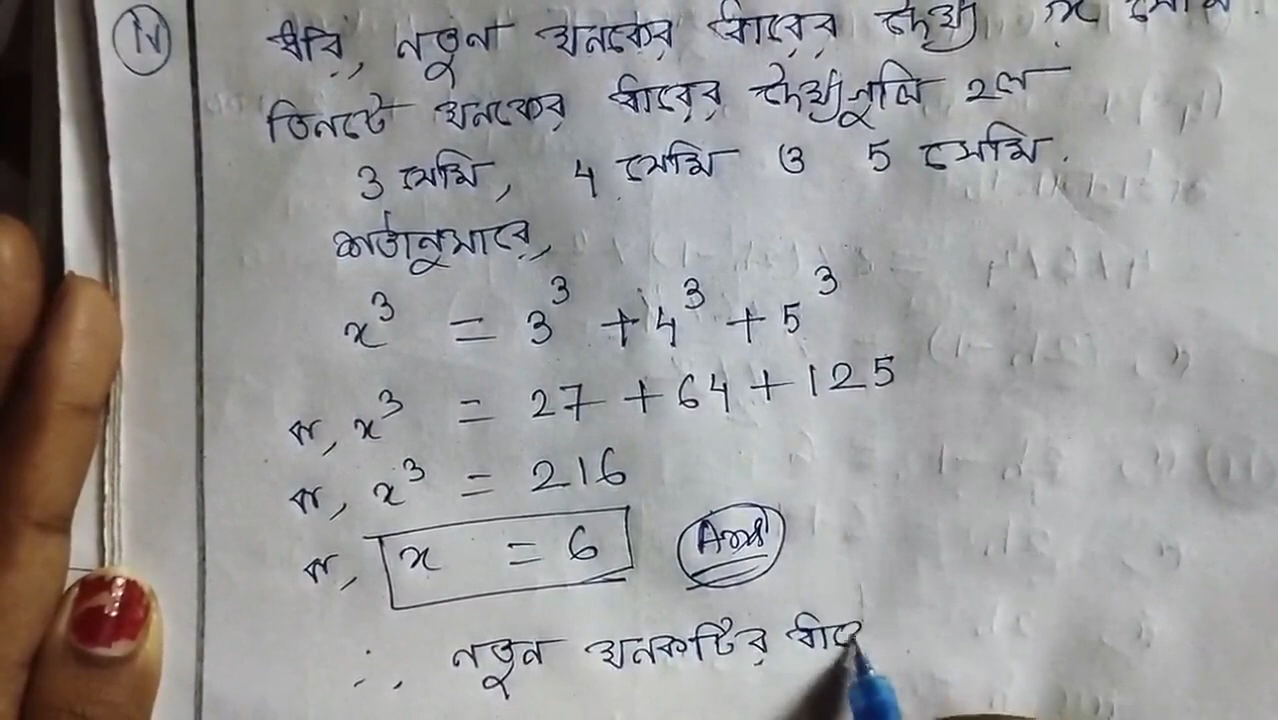 (iv) ধরি, নতুন ঘনকের ধারের দৈর্ঘ্য x সেমি.
তিনটে ঘনকের ধারের দৈর্ঘ্যগুলি হল
3 সেমি, 4 সেমি ও 5 সেমি.
শর্তানুসারে,
x³ = 3³ + 4³ + 5³
বা, x³ = 27 + 64 + 125
বা, x³ = 216
বা, x = 6 Ans
∴ নতুন ঘনকটির ধারে